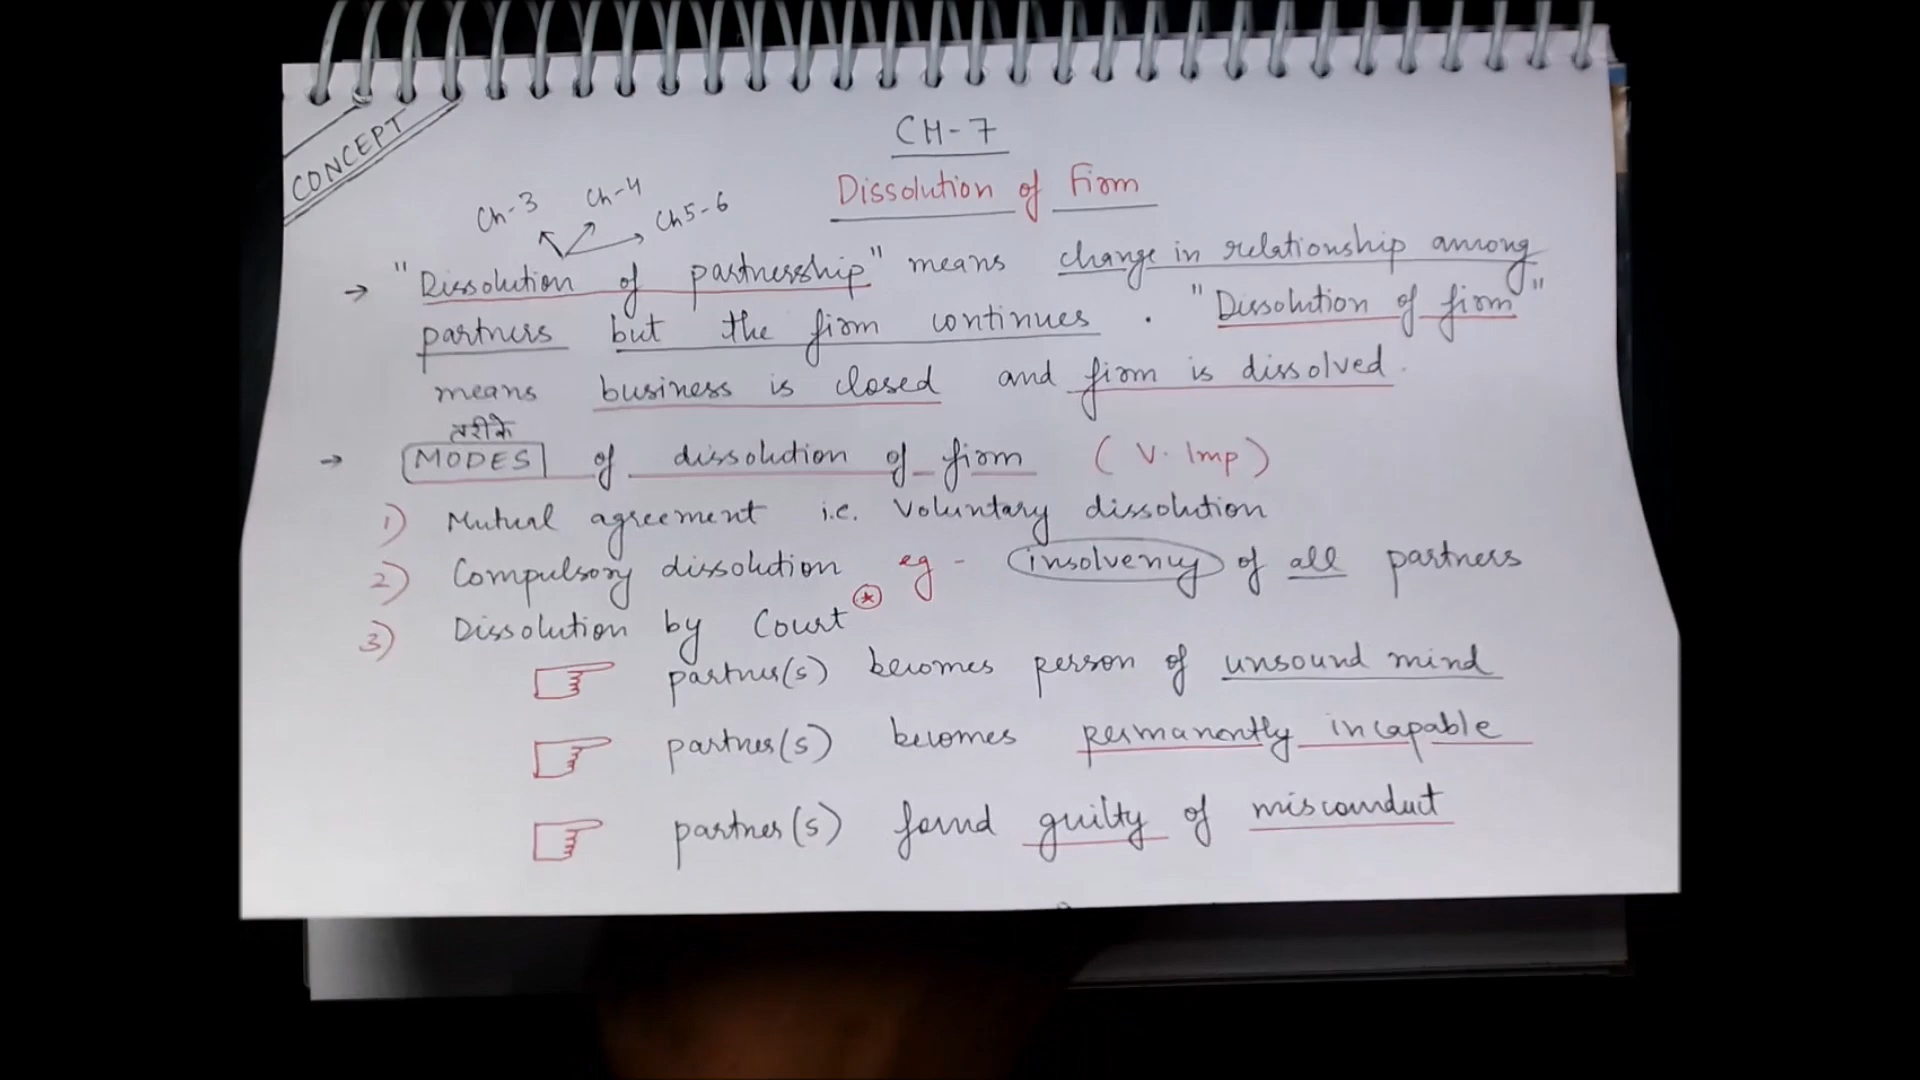 CONCEPT
CH-7
Dissolution of Firm
Ch-3 Ch-4 Ch5-6
→ "Dissolution of partnership" means change in relationship among
partners but the firm continues. "Dissolution of firm"
means business is closed and firm is dissolved.
तरीके
→ MODES of dissolution of firm (V. Imp)
1) Mutual agreement i.e. Voluntary dissolution
2) Compulsory dissolution eg - insolvency of all partners
3) Dissolution by Court
partner(s) becomes person of unsound mind
partner(s) becomes permanently incapable
partner(s) found guilty of misconduct